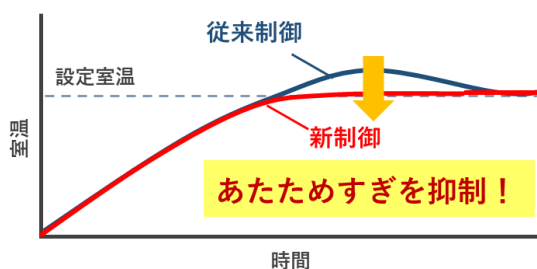 従来制御
設定室温
新制御
室温
あたためすぎを抑制！
時間